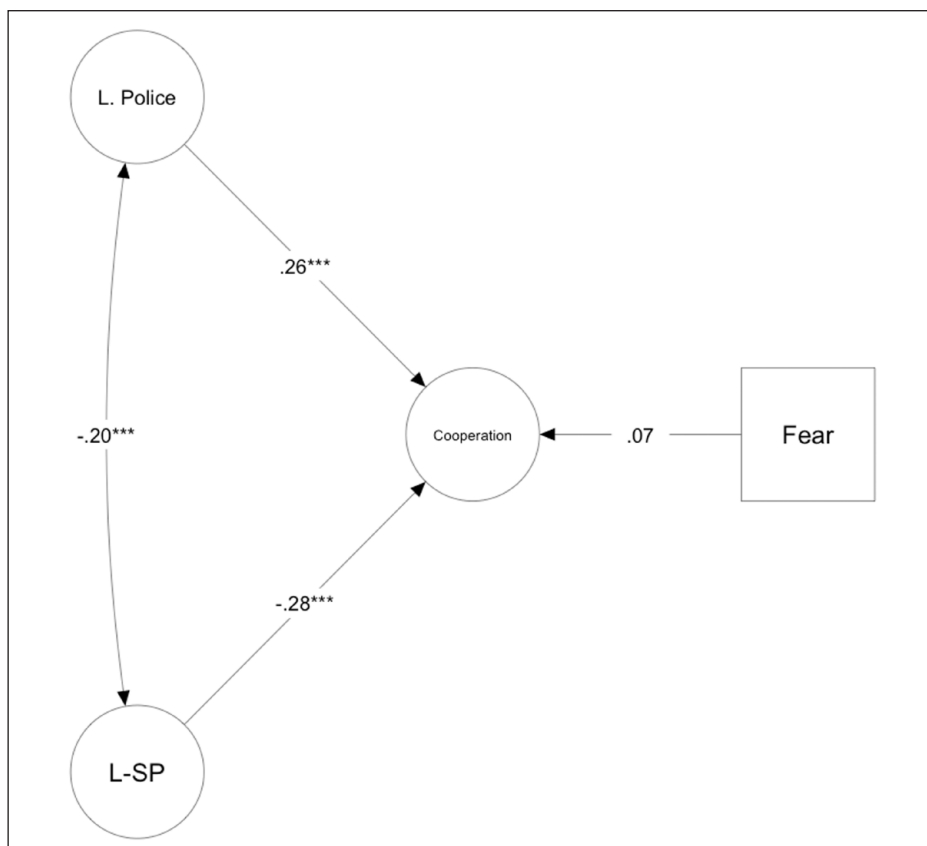 L. Police
.26***
-.20***
Cooperation
.07
Fear
-.28***
L-SP